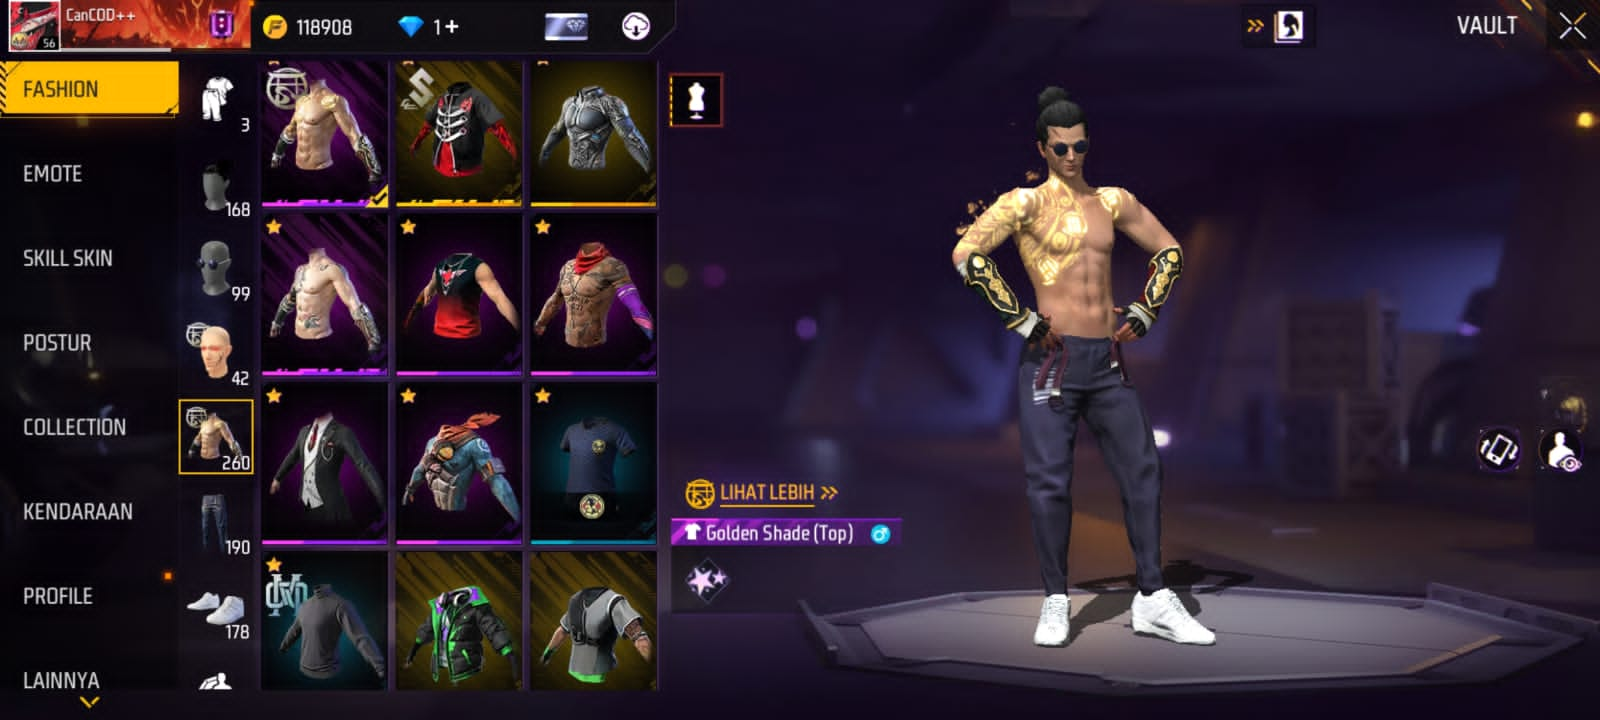 CanCOD++
56
118908
1+
VAULT
FASHION
3
EMOTE
168
SKILL SKIN
99
POSTUR
42
COLLECTION
260
KENDARAAN
190
PROFILE
178
LAINNYA
LIHAT LEBIH
Golden Shade (Top)